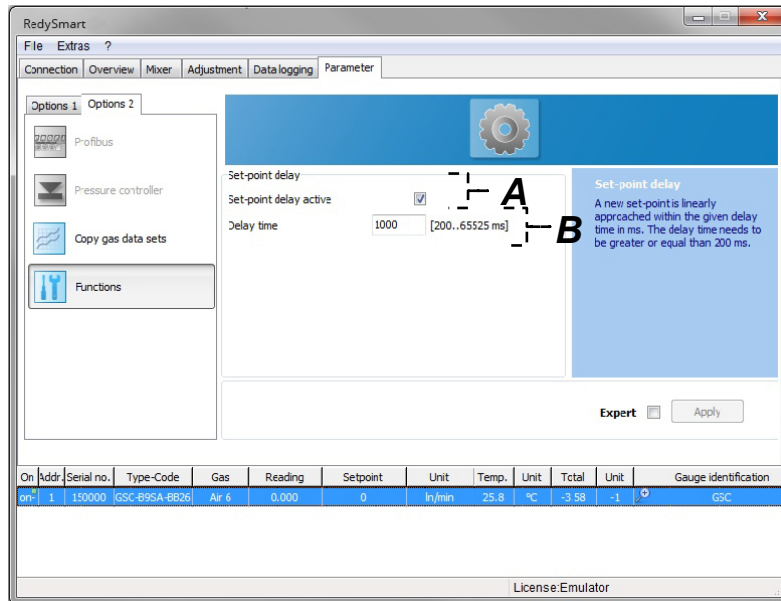 RedySmart
File Extras ?
Connection Overview Mixer Adjustment Data logging Parameter
Options 1 Options 2
Profibus
Pressure controller
Copy gas data sets
Functions
Set-point delay
Set-point delay active
A
Delay time 1000 [200..65525 ms]
B
Set-point delay
A new set-point is linearly
approached within the given delay
time in ms. The delay time needs to
be greater or equal than 200 ms.
Expert Apply
On Addr. Serial no. Type-Code Gas Reading Setpoint Unit Temp. Unit Total Unit Gauge identification
on- 1 150000 GSC-B9SA-BB26 Air 6 0.000 0 ln/min 25.8 °C -3.58 -1 GSC
License:Emulator